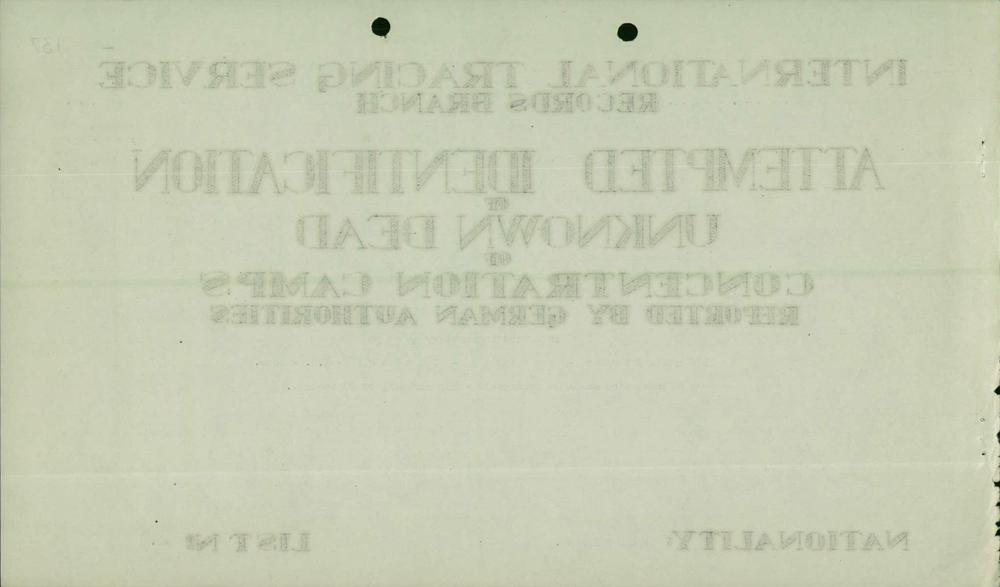 137
INTERNATIONAL TRACING SERVICE
RECORDS BRANCH
ATTEMPTED IDENTIFICATION
OF
UNKNOWN DEAD
OF
CONCENTRATION CAMPS
REPORTED BY GERMAN AUTHORITIES
NATIONALITY: LIST Nº